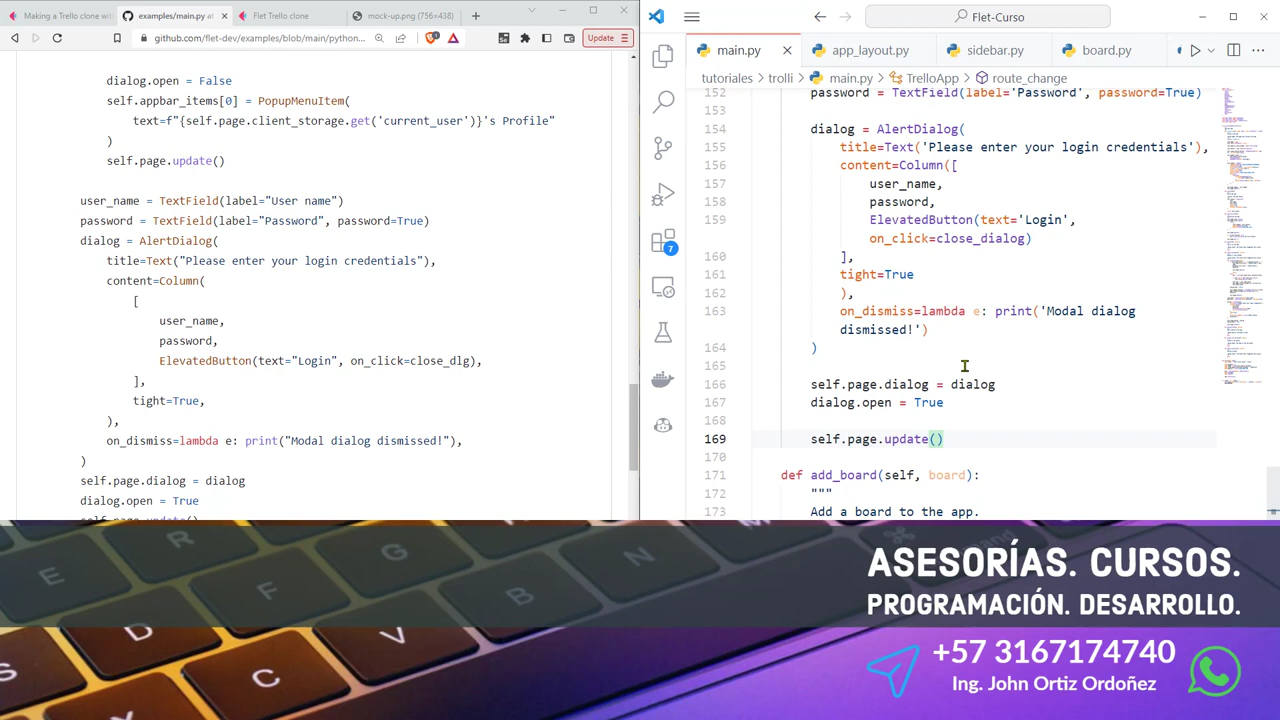 Making a Trello clone with
examples/main.py at
Flet Trello clone
mock-up.png (756×438)
github.com/flet-dev/examples/blob/main/python...
Update
dialog.open = False
self.appbar_items[0] = PopupMenuItem(
text=f"{self.page.client_storage.get('current_user')}'s Profile"
self.page.update()
user_name = TextField(label="User name")
password = TextField(label="Password", password=True)
dialog = AlertDialog(
title=Text("Please enter your login credentials"),
content=Column(
[
user_name,
password,
ElevatedButton(text="Login", on_click=close_dlg),
],
tight=True,
),
on_dismiss=lambda e: print("Modal dialog dismissed!"),
)
self.page.dialog = dialog
dialog.open = True
self.page.update()
Flet-Curso
main.py
app_layout.py
sidebar.py
board.py
tutoriales > trolli > main.py > TrelloApp > route_change
152 password = TextField(label='Password', password=True)
153
154 dialog = AlertDialog(
155 title=Text('Please enter your login credentials'),
156 content=Column([
157 user_name,
158 password,
159 ElevatedButton(text='Login',
on_click=close_dialog)
160 ],
161 tight=True
162 ),
163 on_dismiss=lambda e: print('Modal dialog
dismised!')
164 )
165
166 self.page.dialog = dialog
167 dialog.open = True
168
169 self.page.update()
170
171 def add_board(self, board):
172 """
173 Add a board to the app.
7
ASESORÍAS. CURSOS.
PROGRAMACIÓN. DESARROLLO.
+57 3167174740
Ing. John Ortiz Ordoñez